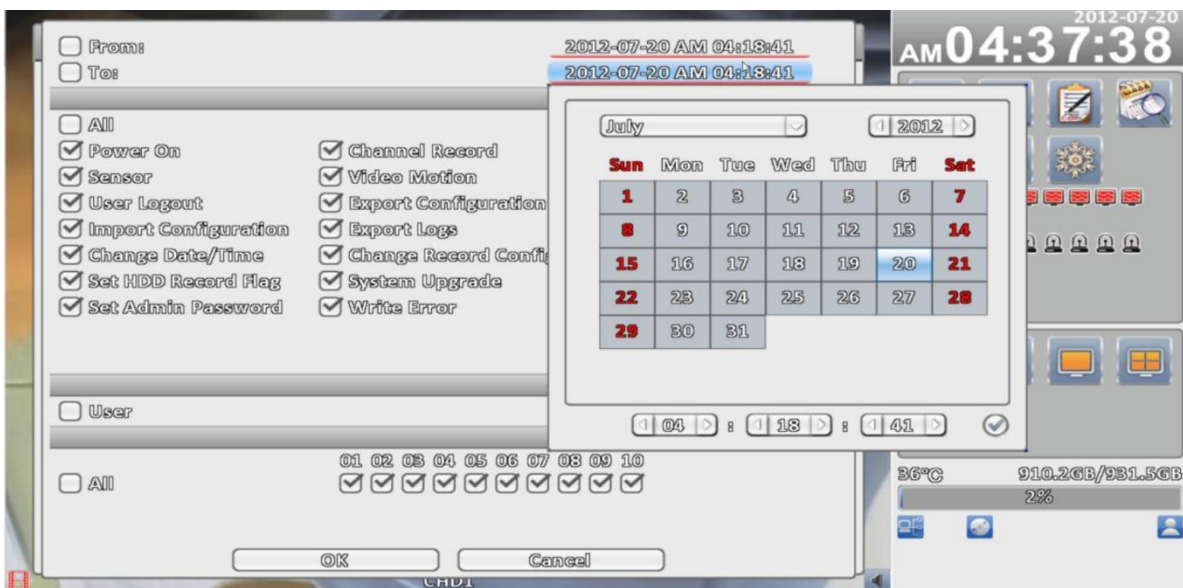 2012-07-20
AM 04:37:38
From: 2012-07-20 AM 04:18:41
To: 2012-07-20 AM 04:18:41
All
Power On Channel Record
Sensor Video Motion
User Logout Export Configuration
Import Configuration Export Logs
Change Date/Time Change Record Confi
Set HDD Record Flag System Upgrade
Set Admin Password Write Error
User
01 02 03 04 05 06 07 08 09 10
All
OK Cancel
July 2012
Sun Mon Tue Wed Thu Fri Sat
1 2 3 4 5 6 7
8 9 10 11 12 13 14
15 16 17 18 19 20 21
22 23 24 25 26 27 28
29 30 31
04 : 18 : 41
36°C 910.2GB/931.5GB
2%
CHD1